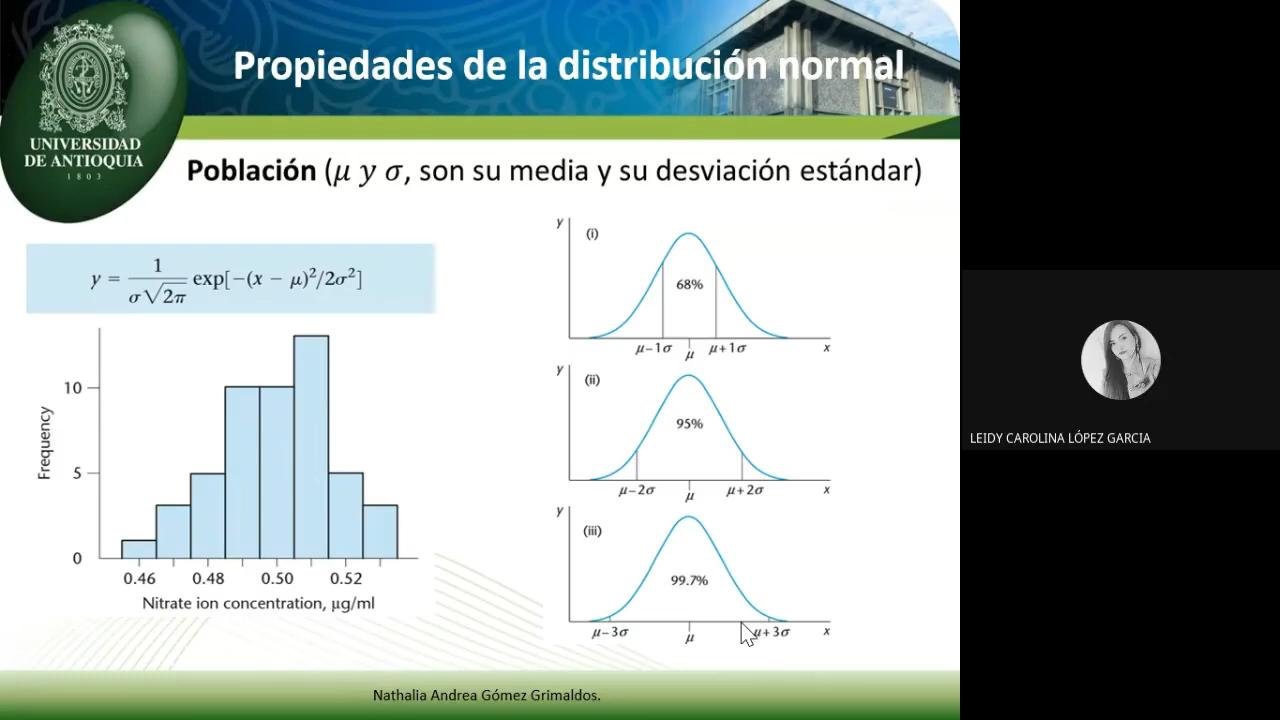 Propiedades de la distribución normal
UNIVERSIDAD
DE ANTIOQUIA
1803
Población (μ y σ, son su media y su desviación estándar)
y = 1/(σ√2π) exp[−(x − μ)²/2σ²]
Frequency
10
5
0
0.46 0.48 0.50 0.52
Nitrate ion concentration, μg/ml
y
(i)
68%
μ−1σ μ μ+1σ x
y
(ii)
95%
μ−2σ μ μ+2σ x
y
(iii)
99.7%
μ−3σ μ μ+3σ x
LEIDY CAROLINA LÓPEZ GARCIA
Nathalia Andrea Gómez Grimaldos.